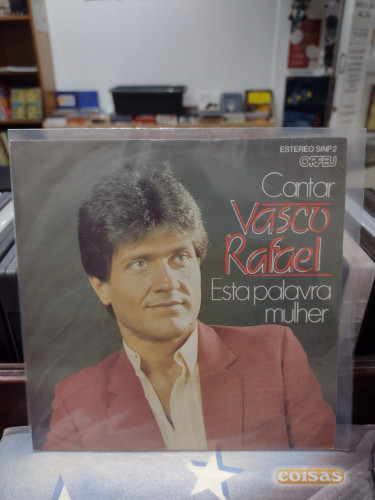 ESTEREO SINP 2
ORFEU
Cantar
Vasco
Rafael
Esta palavra
mulher
coisas